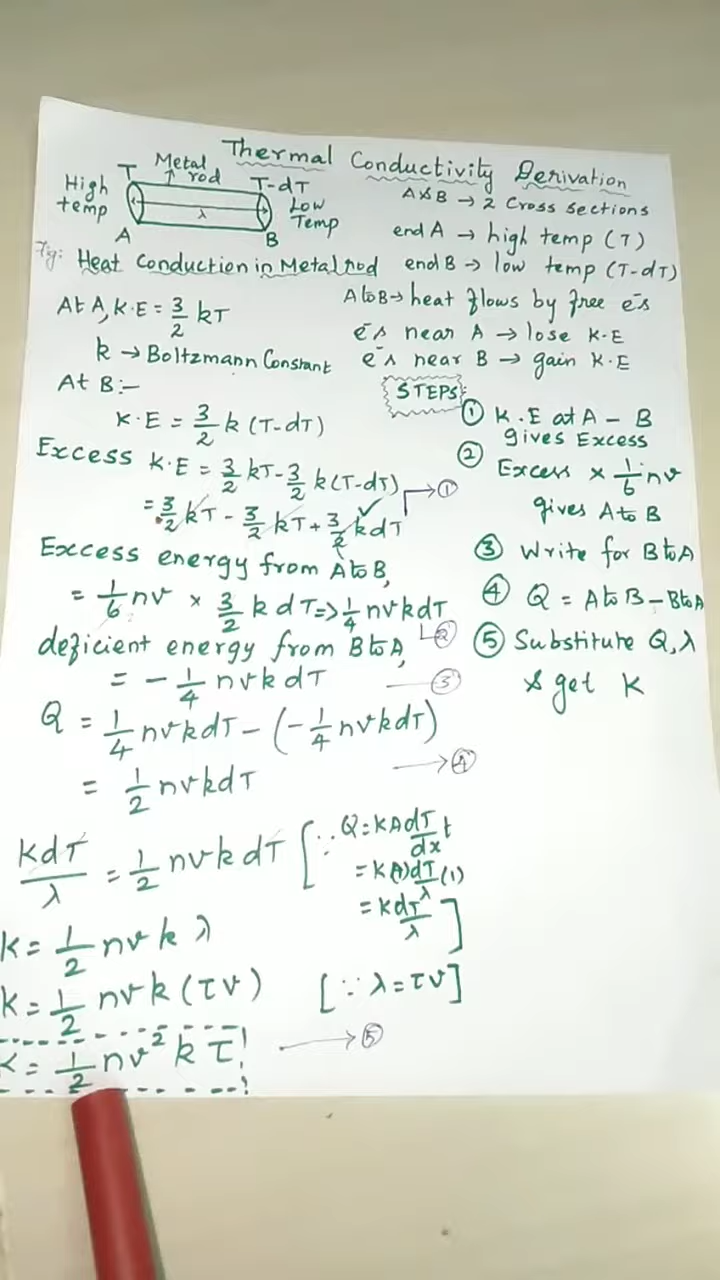 Thermal Conductivity Derivation
T Metal rod T-dT
High temp λ Low Temp
A B
A & B → 2 Cross sections
end A → high temp (T)
end B → low temp (T-dT)
Fig: Heat Conduction in Metal rod
A to B → heat flows by free e⁻s
e⁻s near A → lose K.E
e⁻s near B → gain K.E
At A, K.E = 3/2 kT
k → Boltzmann Constant
At B:-
K.E = 3/2 k (T-dT)
Excess K.E = 3/2 kT - 3/2 k (T-dT)
= 3/2 kT - 3/2 kT + 3/2 k dT → ①
Excess energy from A to B,
= 1/6 nv × 3/2 k dT => 1/4 nvkdT ②
deficient energy from B to A,
= - 1/4 nvkdT — ③
Q = 1/4 nvkdT - (- 1/4 nvkdT)
= 1/2 nvkdT → ④
KdT/λ = 1/2 nvkdT [∵ Q = KA dT/dx t
= K(1) dT/λ (1)
= K dT/λ ]
K = 1/2 nvk λ
K = 1/2 nvk (τv) [∵ λ = τv]
K = 1/2 nv² k τ → ⑤
STEPS
① K.E at A - B gives Excess
② Excess × 1/6 nv gives A to B
③ Write for B to A
④ Q = A to B - B to A
⑤ Substitute Q, λ
& get K